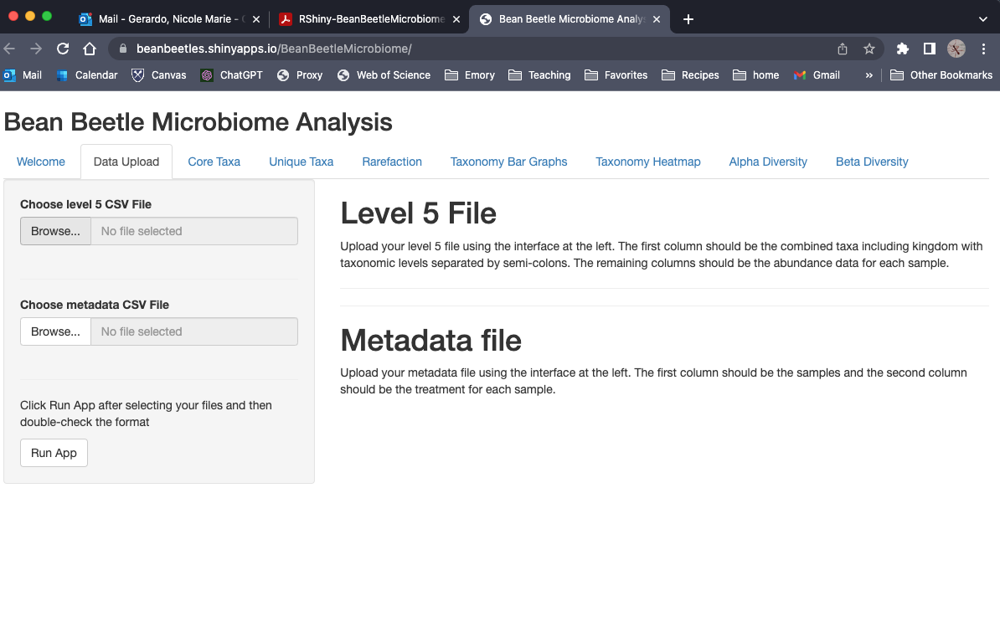 Mail - Gerardo, Nicole Marie -
RShiny-BeanBeetleMicrobiome
Bean Beetle Microbiome Analy
beanbeetles.shinyapps.io/BeanBeetleMicrobiome/
Mail Calendar Canvas ChatGPT Proxy Web of Science Emory Teaching Favorites Recipes home Gmail » Other Bookmarks
Bean Beetle Microbiome Analysis
Welcome Data Upload Core Taxa Unique Taxa Rarefaction Taxonomy Bar Graphs Taxonomy Heatmap Alpha Diversity Beta Diversity
Choose level 5 CSV File
Browse... No file selected
Choose metadata CSV File
Browse... No file selected
Click Run App after selecting your files and then
double-check the format
Run App
Level 5 File
Upload your level 5 file using the interface at the left. The first column should be the combined taxa including kingdom with
taxonomic levels separated by semi-colons. The remaining columns should be the abundance data for each sample.
Metadata file
Upload your metadata file using the interface at the left. The first column should be the samples and the second column
should be the treatment for each sample.